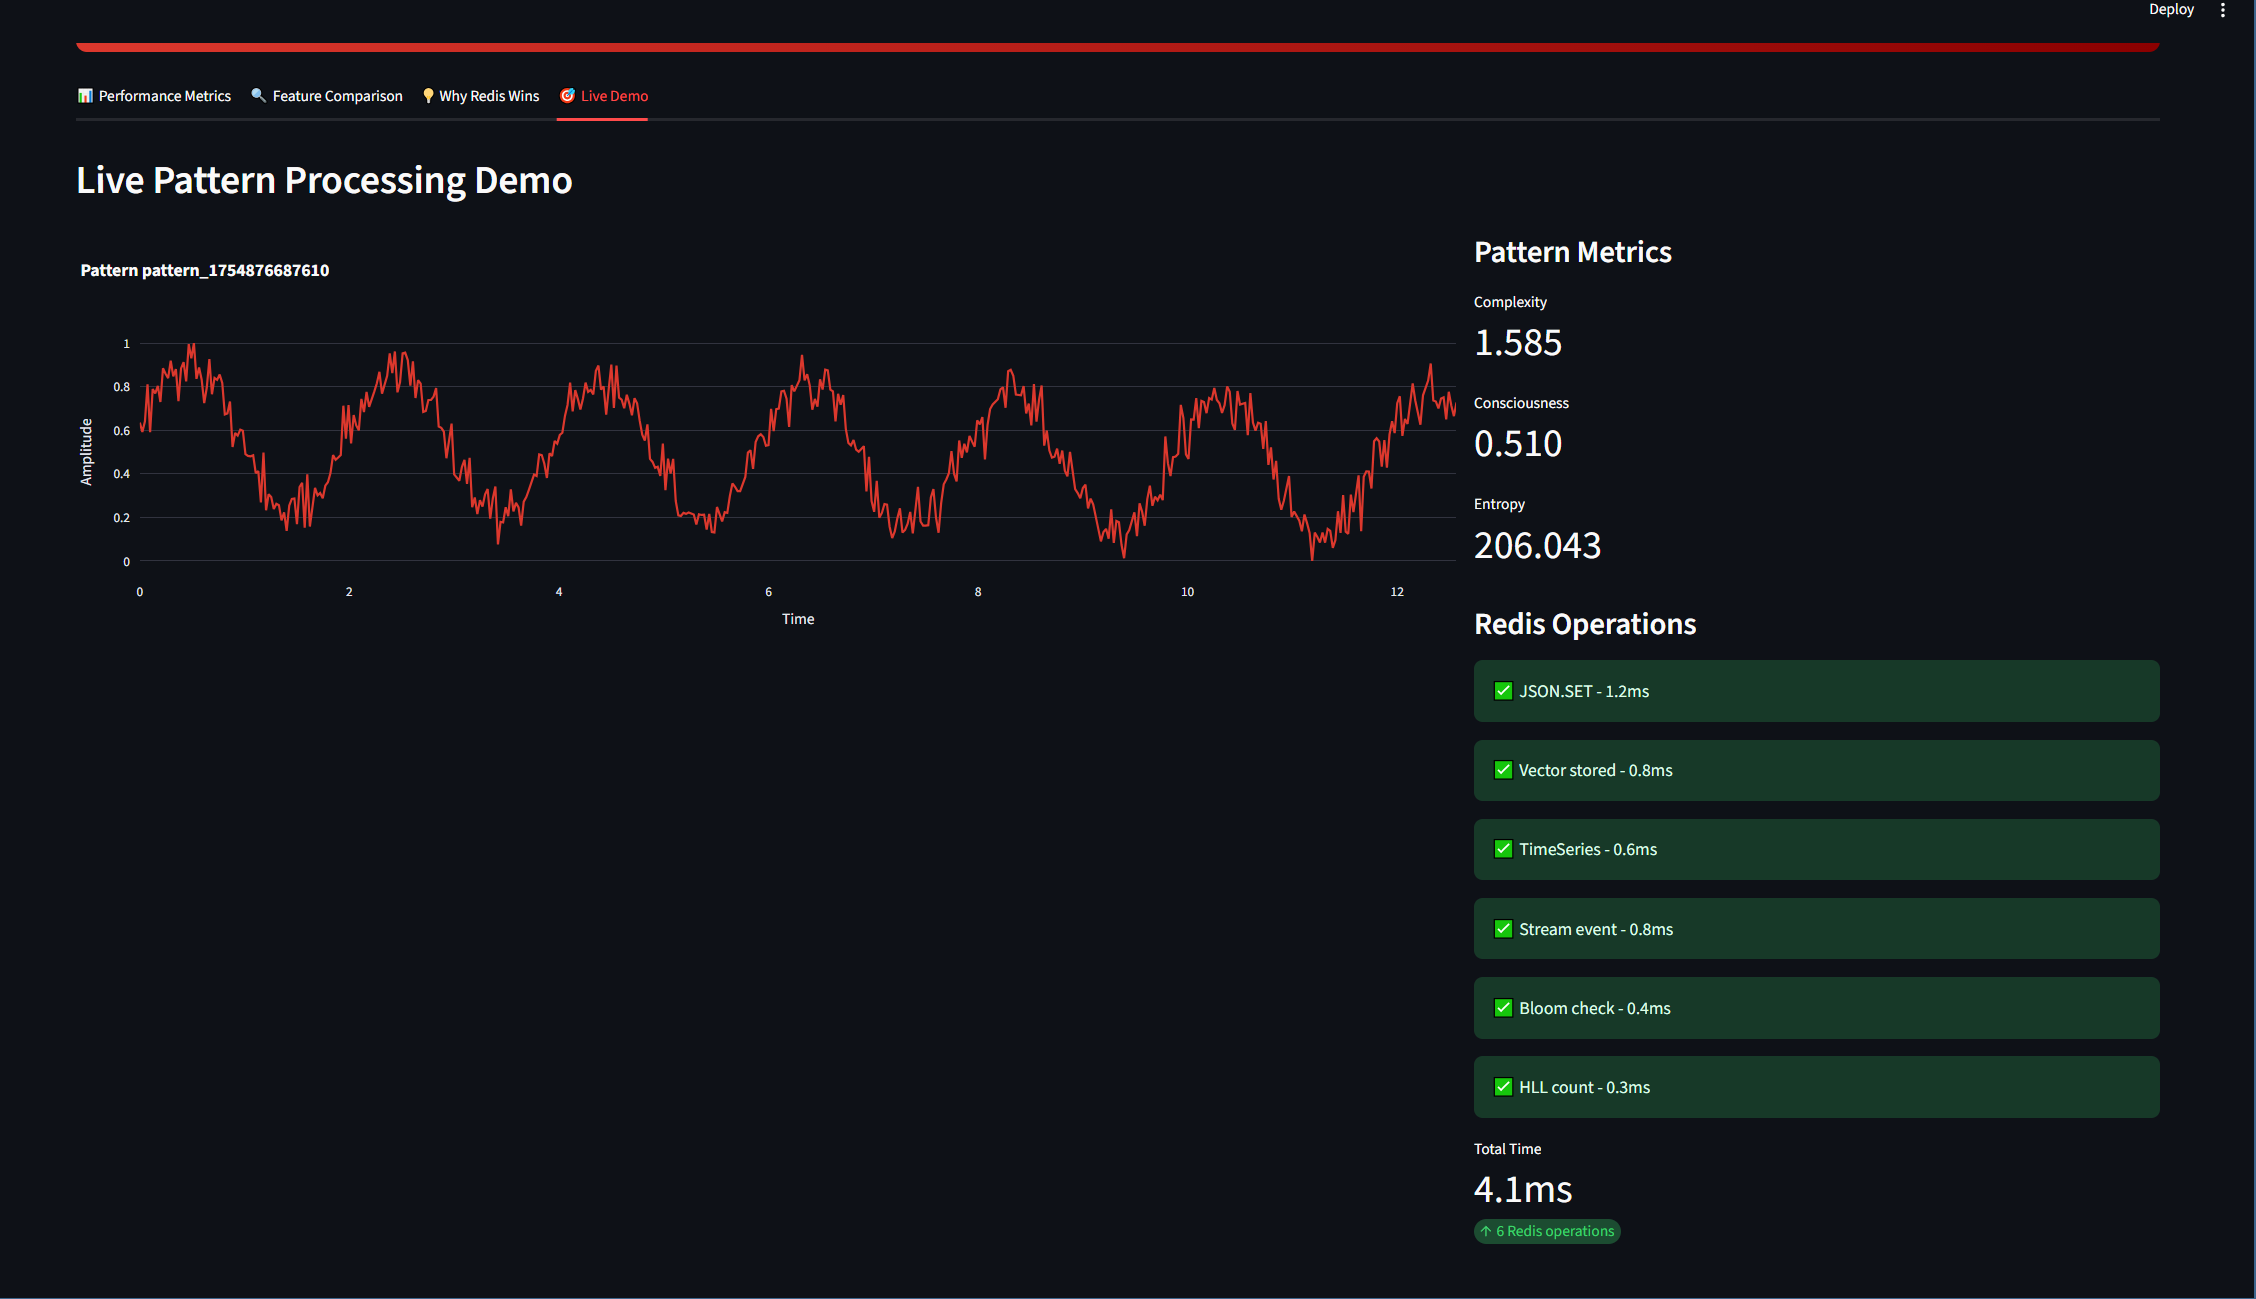 Deploy
📊 Performance Metrics 🔍 Feature Comparison 💡 Why Redis Wins 🎯 Live Demo
Live Pattern Processing Demo
Pattern pattern_1754876687610
1
0.8
0.6
0.4
0.2
0
Amplitude
0 2 4 6 8 10 12
Time
Pattern Metrics
Complexity
1.585
Consciousness
0.510
Entropy
206.043
Redis Operations
✅ JSON.SET - 1.2ms
✅ Vector stored - 0.8ms
✅ TimeSeries - 0.6ms
✅ Stream event - 0.8ms
✅ Bloom check - 0.4ms
✅ HLL count - 0.3ms
Total Time
4.1ms
↑ 6 Redis operations